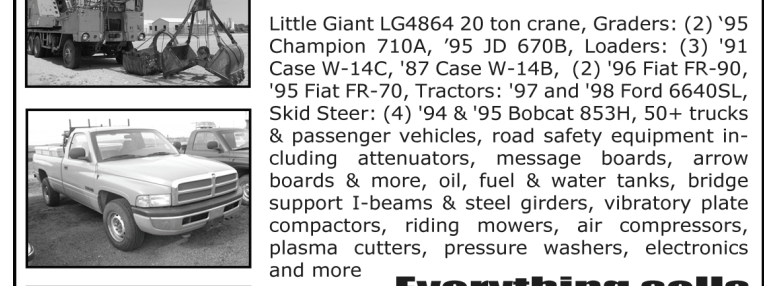 Little Giant LG4864 20 ton crane, Graders: (2) ‘95
Champion 710A, ’95 JD 670B, Loaders: (3) '91
Case W-14C, '87 Case W-14B, (2) '96 Fiat FR-90,
'95 Fiat FR-70, Tractors: '97 and '98 Ford 6640SL,
Skid Steer: (4) '94 & '95 Bobcat 853H, 50+ trucks
& passenger vehicles, road safety equipment in-
cluding attenuators, message boards, arrow
boards & more, oil, fuel & water tanks, bridge
support I-beams & steel girders, vibratory plate
compactors, riding mowers, air compressors,
plasma cutters, pressure washers, electronics
and more
Everything sells